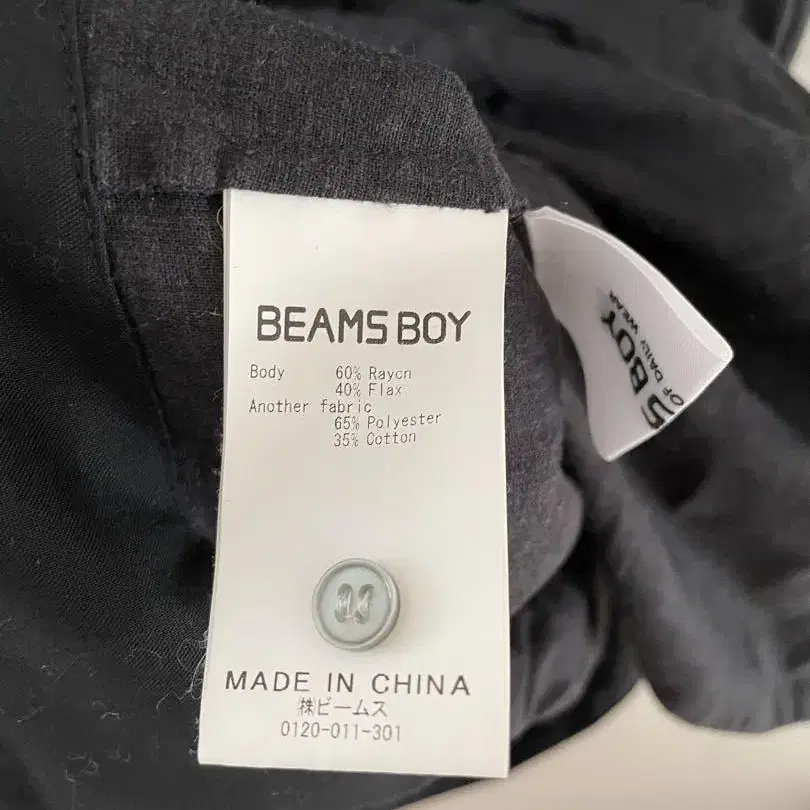 BEAMS BOY
Body 60% Rayon
40% Flax
Another fabric
65% Polyester
35% Cotton
MADE IN CHINA
㈱ビームス
0120-011-301
S BOY
OF DAILY WEAR